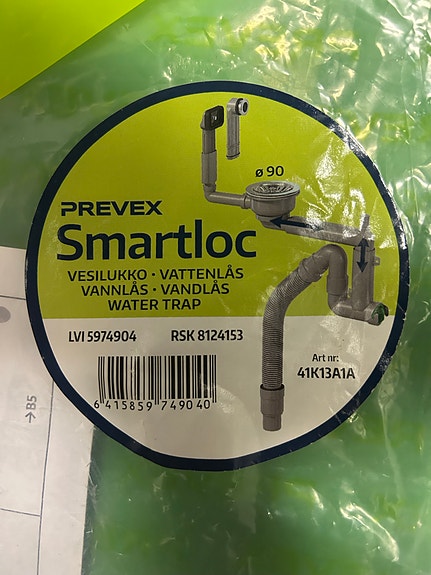 ø 90
PREVEX
Smartloc
VESILUKKO · VATTENLÅS
VANNLÅS · VANDLÅS
WATER TRAP
LVI 5974904 RSK 8124153
Art nr:
41K13A1A
6 415859 749040
→B5